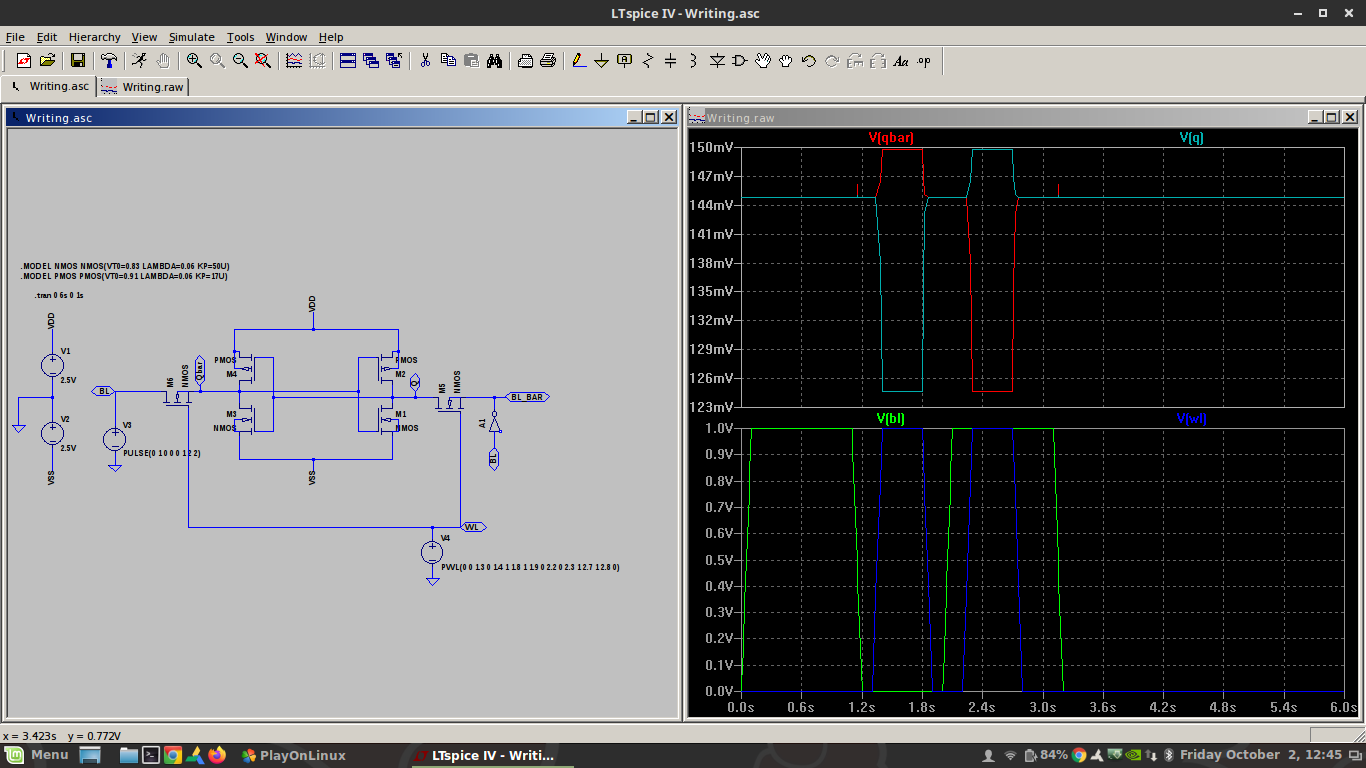 LTspice IV - Writing.asc
File Edit Hierarchy View Simulate Tools Window Help
Writing.asc Writing.raw
Writing.asc
.MODEL NMOS NMOS(VT0=0.83 LAMBDA=0.06 KP=50U)
.MODEL PMOS PMOS(VT0=0.91 LAMBDA=0.06 KP=17U)
.tran 0 6s 0 1s
VDD
V1
2.5V
V2
2.5V
VSS
BL
V3
PULSE(0 1 0 0 0 1 2 2)
M6
NMOS
Qbar
VDD
PMOS
M4
M3
NMOS
PMOS
M2
M1
NMOS
VSS
Q
M5
NMOS
BL_BAR
A1
BL
WL
V4
PWL(0 0 1.3 0 1.4 1 1.8 1 1.9 0 2.2 0 2.3 1 2.7 1 2.8 0)
Writing.raw
V(qbar) V(q)
150mV
147mV
144mV
141mV
138mV
135mV
132mV
129mV
126mV
123mV
V(bl) V(wl)
1.0V
0.9V
0.8V
0.7V
0.6V
0.5V
0.4V
0.3V
0.2V
0.1V
0.0V
0.0s 0.6s 1.2s 1.8s 2.4s 3.0s 3.6s 4.2s 4.8s 5.4s 6.0s
x = 3.423s y = 0.772V
Menu PlayOnLinux LTspice IV - Writi... 84% Friday October 2, 12:45